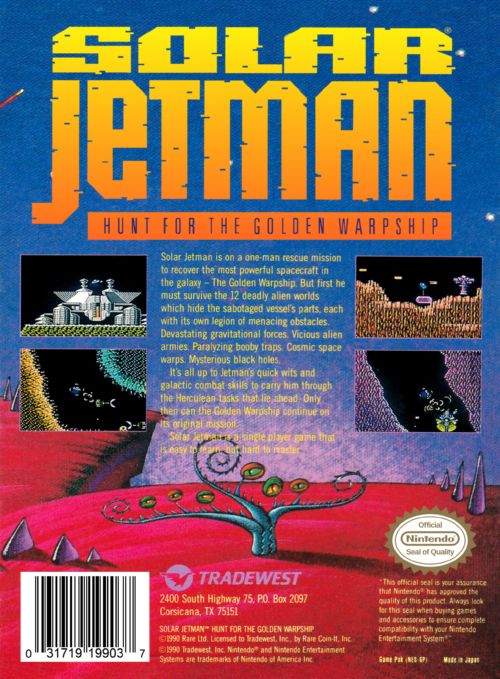 SOLAR
JETMAN
HUNT FOR THE GOLDEN WARPSHIP
Solar Jetman is on a one-man rescue mission
to recover the most powerful spacecraft in
the galaxy – The Golden Warpship. But first he
must survive the 12 deadly alien worlds
which hide the sabotaged vessel's parts, each
with its own legion of menacing obstacles.
Devastating gravitational forces. Vicious alien
armies. Paralyzing booby traps. Cosmic space
warps. Mysterious black holes.
It's all up to Jetman's quick wits and
galactic combat skills to carry him through
the Herculean tasks that lie ahead. Only
then can the Golden Warpship continue on
its original mission.
Solar Jetman is a single player game that
is easy to learn, but hard to master.
Official
Nintendo®
Seal of Quality
"This official seal is your assurance
that Nintendo® has approved the
quality of this product. Always look
for this seal when buying games
and accessories to ensure complete
compatibility with your Nintendo
Entertainment System."
Game Pak (NES-GP) Made in Japan
TRADEWEST
2400 South Highway 75, P.O. Box 2097
Corsicana, TX 75151
SOLAR JETMAN™ HUNT FOR THE GOLDEN WARPSHIP
©1990 Rare Ltd. Licensed to Tradewest, Inc., by Rare Coin-It, Inc.
©1990 Tradewest, Inc. Nintendo® and Nintendo Entertainment
Systems are trademarks of Nintendo of America Inc.
0 31719 19903 7